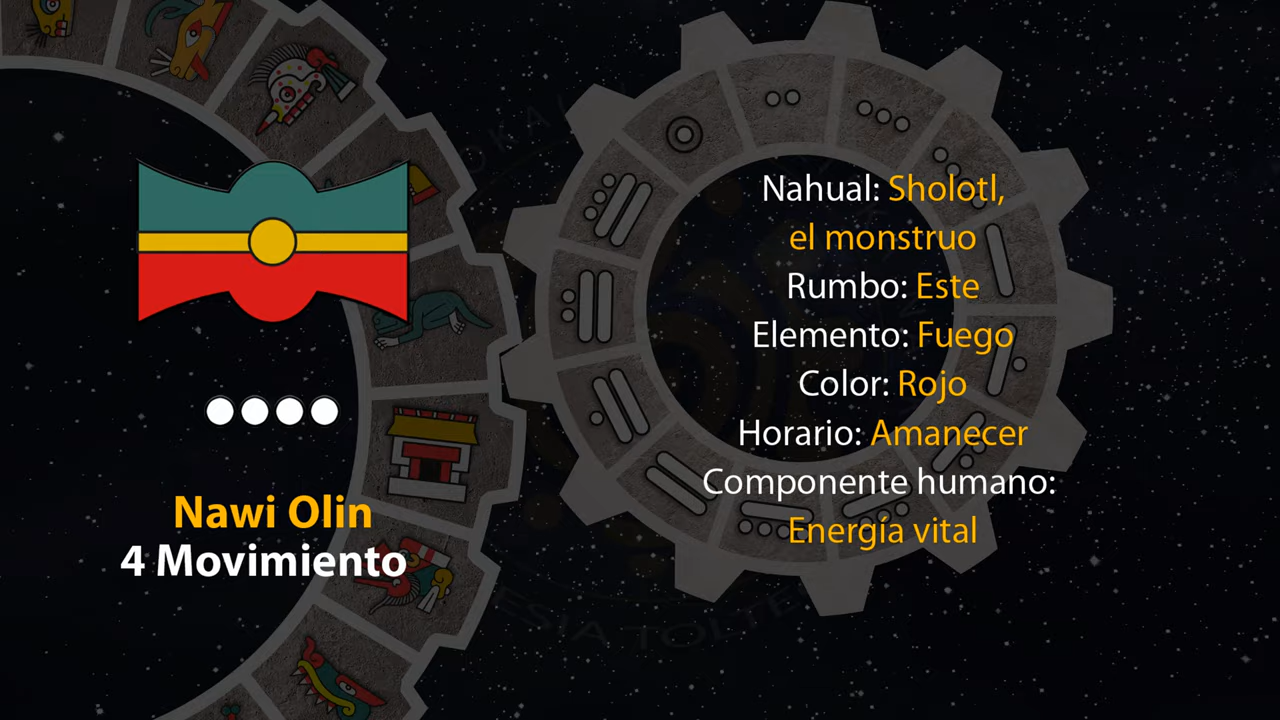 Nawi Olin
4 Movimiento
Nahual: Sholotl,
el monstruo
Rumbo: Este
Elemento: Fuego
Color: Rojo
Horario: Amanecer
Componente humano:
Energía vital